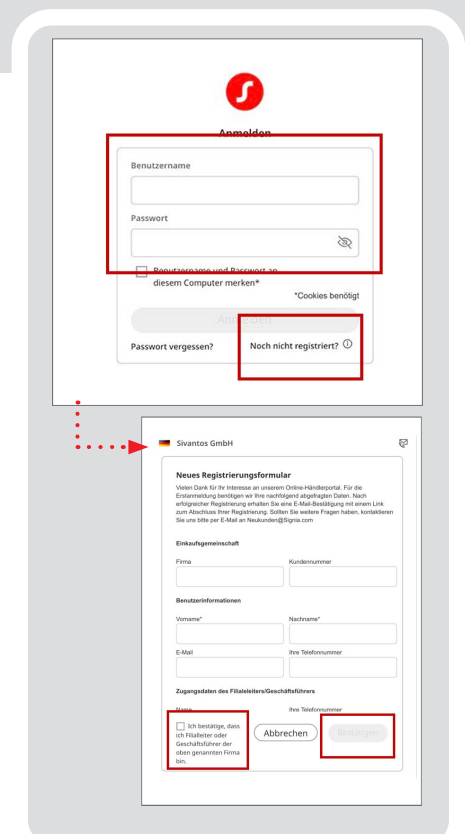 Anmelden
Benutzername
Passwort
Benutzername und Passwort an
diesem Computer merken*
*Cookies benötigt
Anmelden
Passwort vergessen?
Noch nicht registriert?
Sivantos GmbH
Neues Registrierungsformular
Vielen Dank für Ihr Interesse an unserem Online-Händlerportal. Für die
Erstanmeldung benötigen wir Ihre nachfolgend abgefragten Daten. Nach
erfolgreicher Registrierung erhalten Sie eine E-Mail-Bestätigung mit einem Link
zum Abschluss Ihrer Registrierung. Sollten Sie weitere Fragen haben, kontaktieren
Sie uns bitte per E-Mail an Neukunden@Signia.com
Einkaufsgemeinschaft
Firma
Kundennummer
Benutzerinformationen
Vorname*
Nachname*
E-Mail
Ihre Telefonnummer
Zugangsdaten des Filialeleiters/Geschäftsführers
Name
Ihre Telefonnummer
Ich bestätige, dass
ich Filialleiter oder
Geschäftsführer der
oben genannten Firma
bin.
Abbrechen
Bestätigen